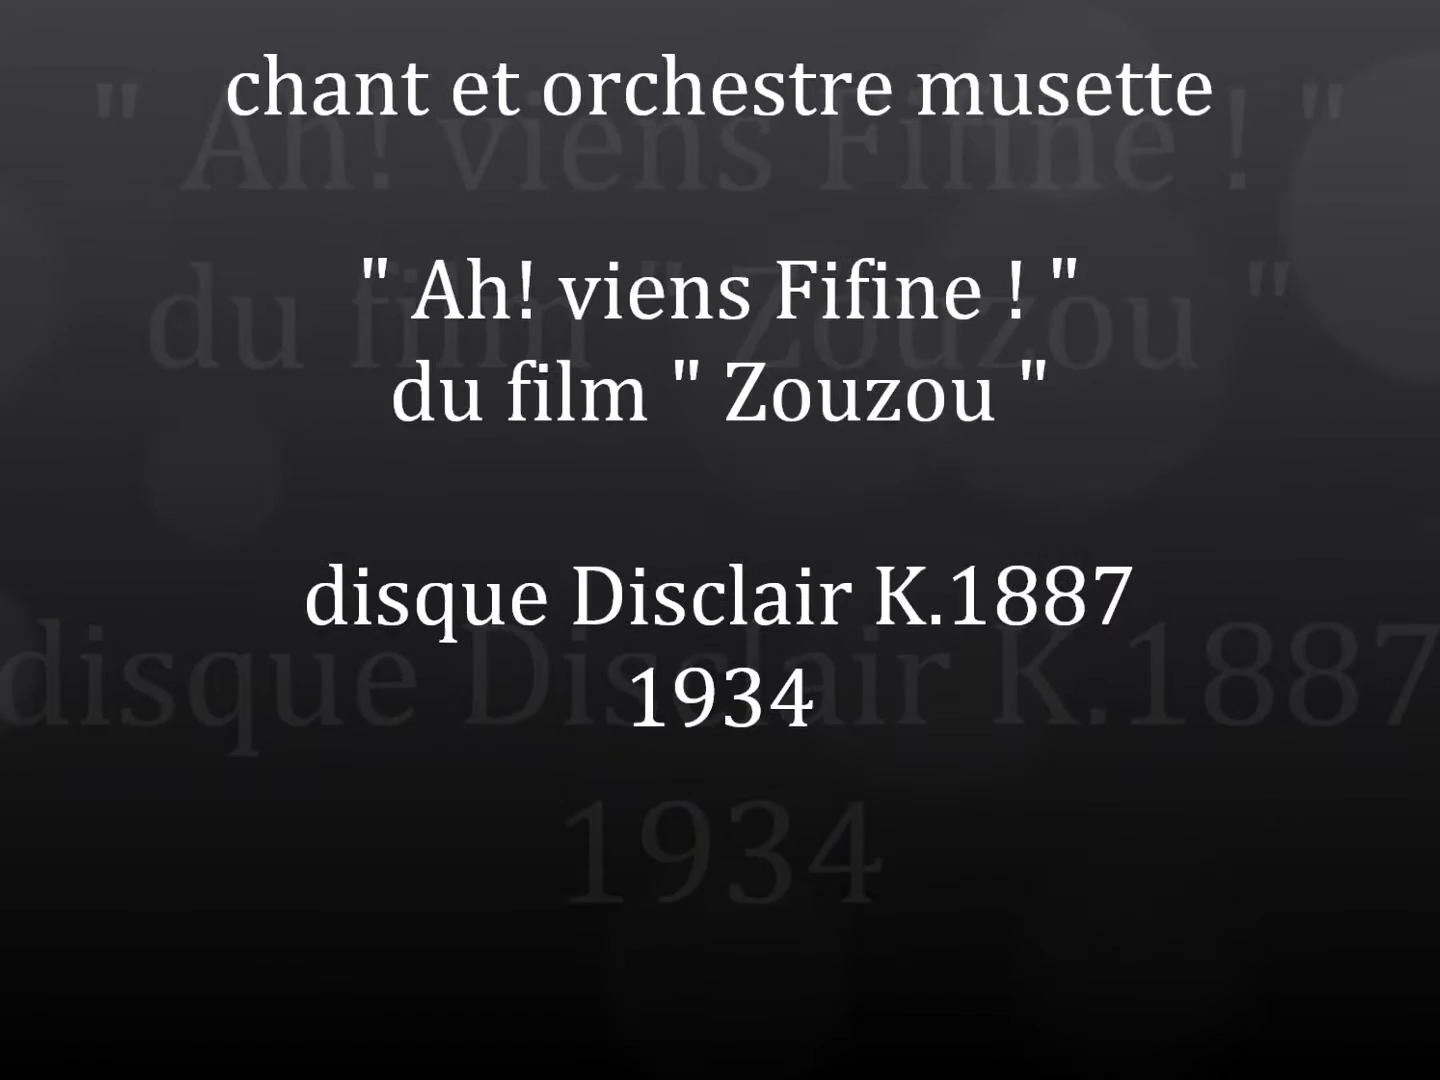 chant et orchestre musette
" Ah! viens Fifine ! "
du film " Zouzou "
disque Disclair K.1887
1934